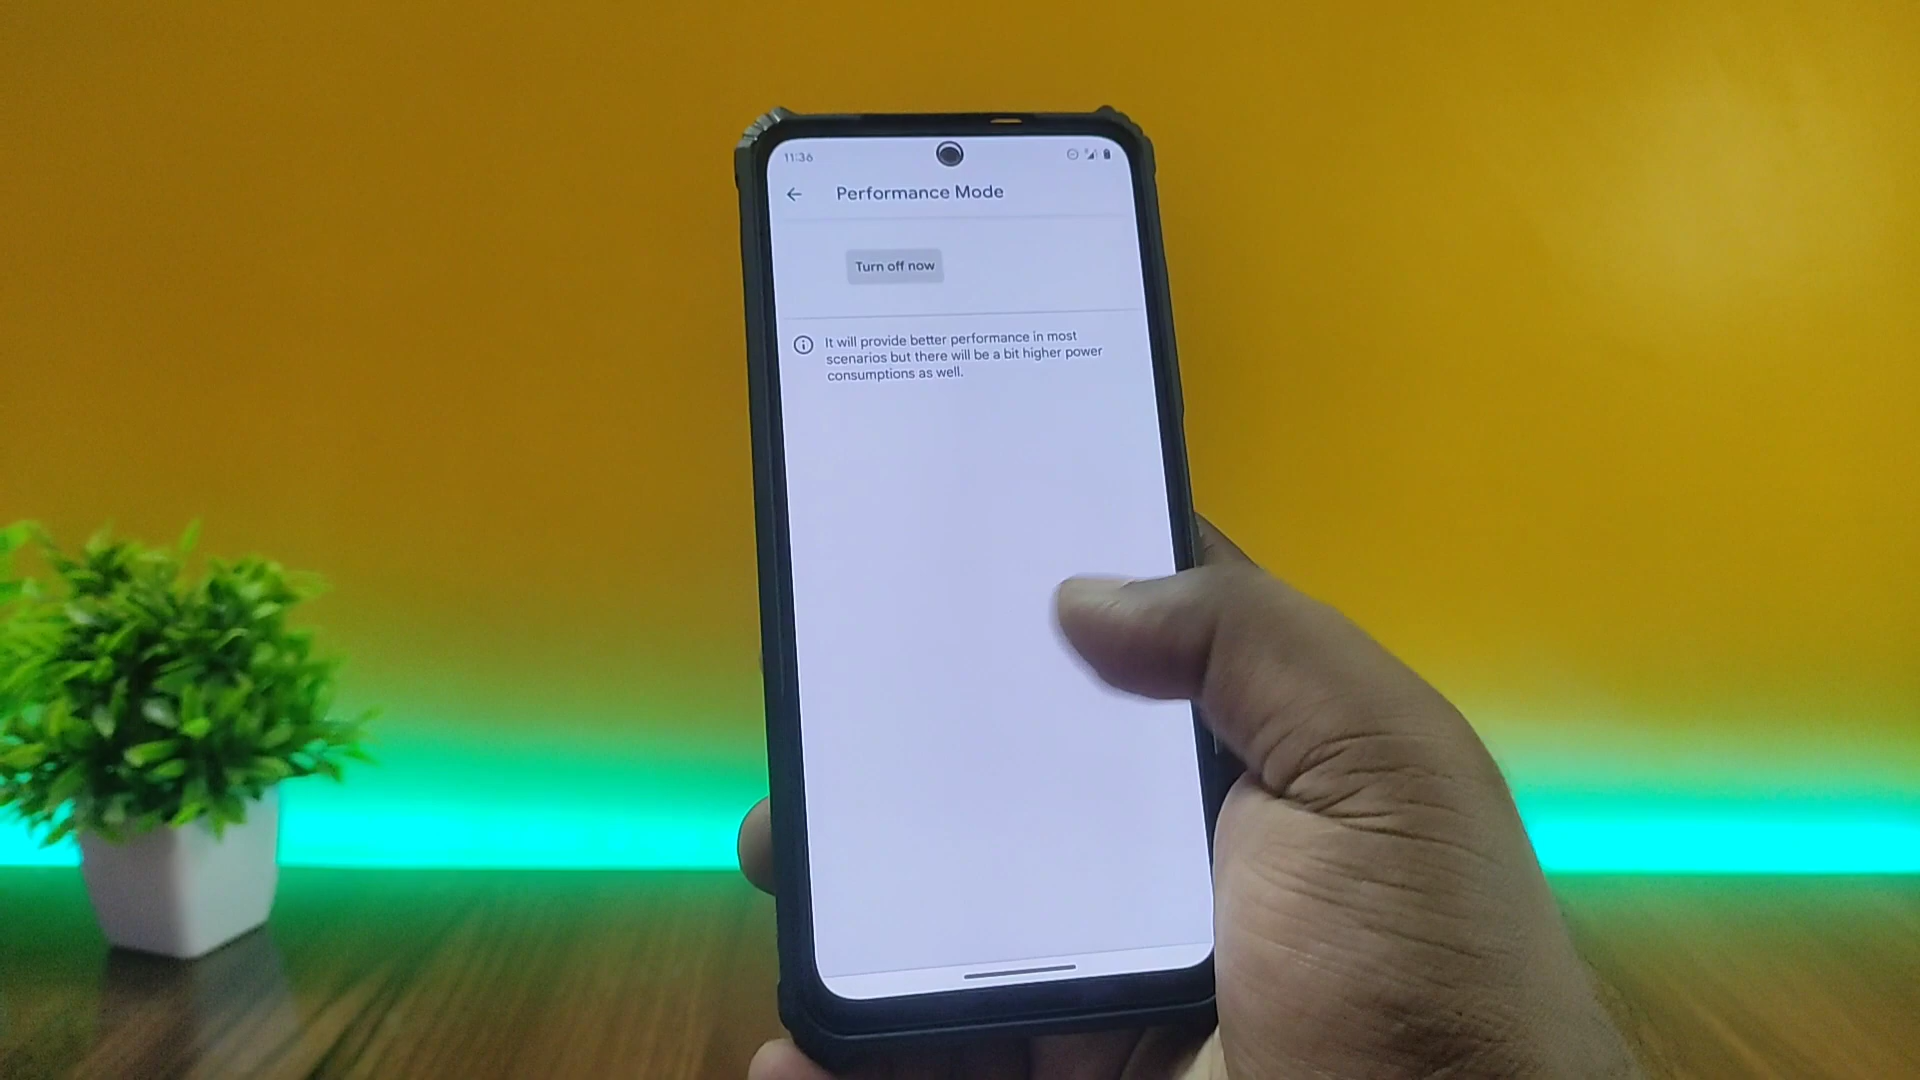 11:36
Performance Mode
Turn off now
It will provide better performance in most
scenarios but there will be a bit higher power
consumptions as well.